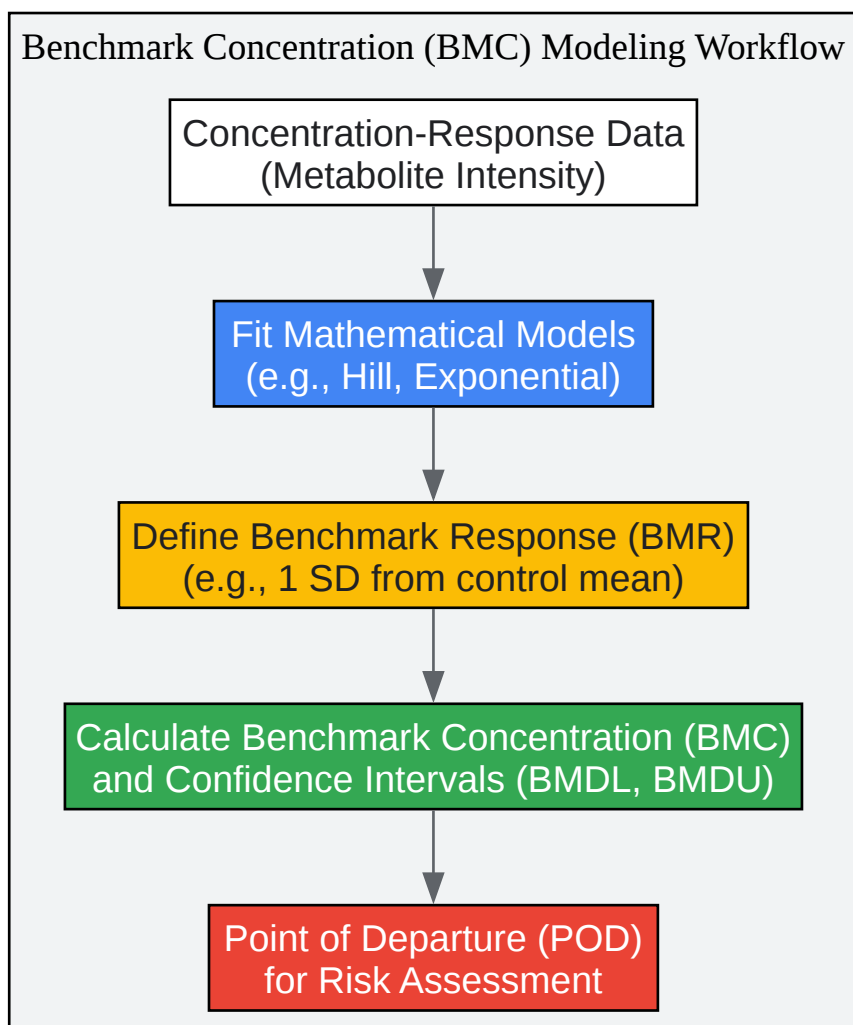 Benchmark Concentration (BMC) Modeling Workflow
Concentration-Response Data
(Metabolite Intensity)
Fit Mathematical Models
(e.g., Hill, Exponential)
Define Benchmark Response (BMR)
(e.g., 1 SD from control mean)
Calculate Benchmark Concentration (BMC)
and Confidence Intervals (BMDL, BMDU)
Point of Departure (POD)
for Risk Assessment